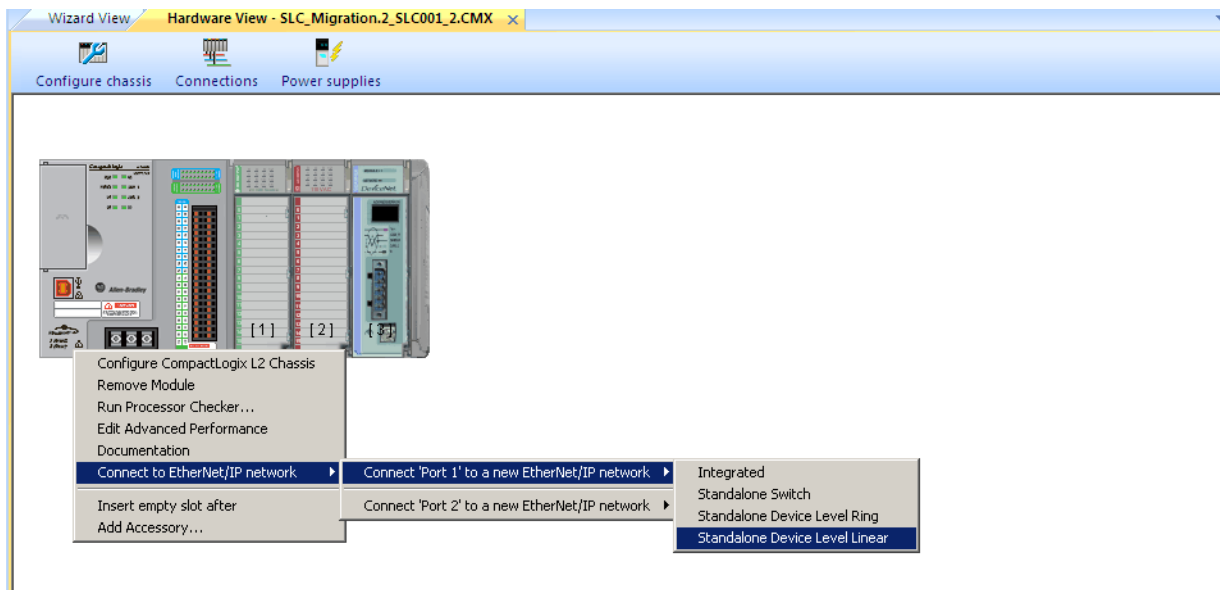 Wizard View Hardware View - SLC_Migration.2_SLC001_2.CMX
Configure chassis Connections Power supplies
CompactLogix
DeviceNet
Allen-Bradley
[1] [2] [3]
Configure CompactLogix L2 Chassis
Remove Module
Run Processor Checker...
Edit Advanced Performance
Documentation
Connect to EtherNet/IP network Connect 'Port 1' to a new EtherNet/IP network Integrated
Standalone Switch
Insert empty slot after Connect 'Port 2' to a new EtherNet/IP network Standalone Device Level Ring
Add Accessory... Standalone Device Level Linear